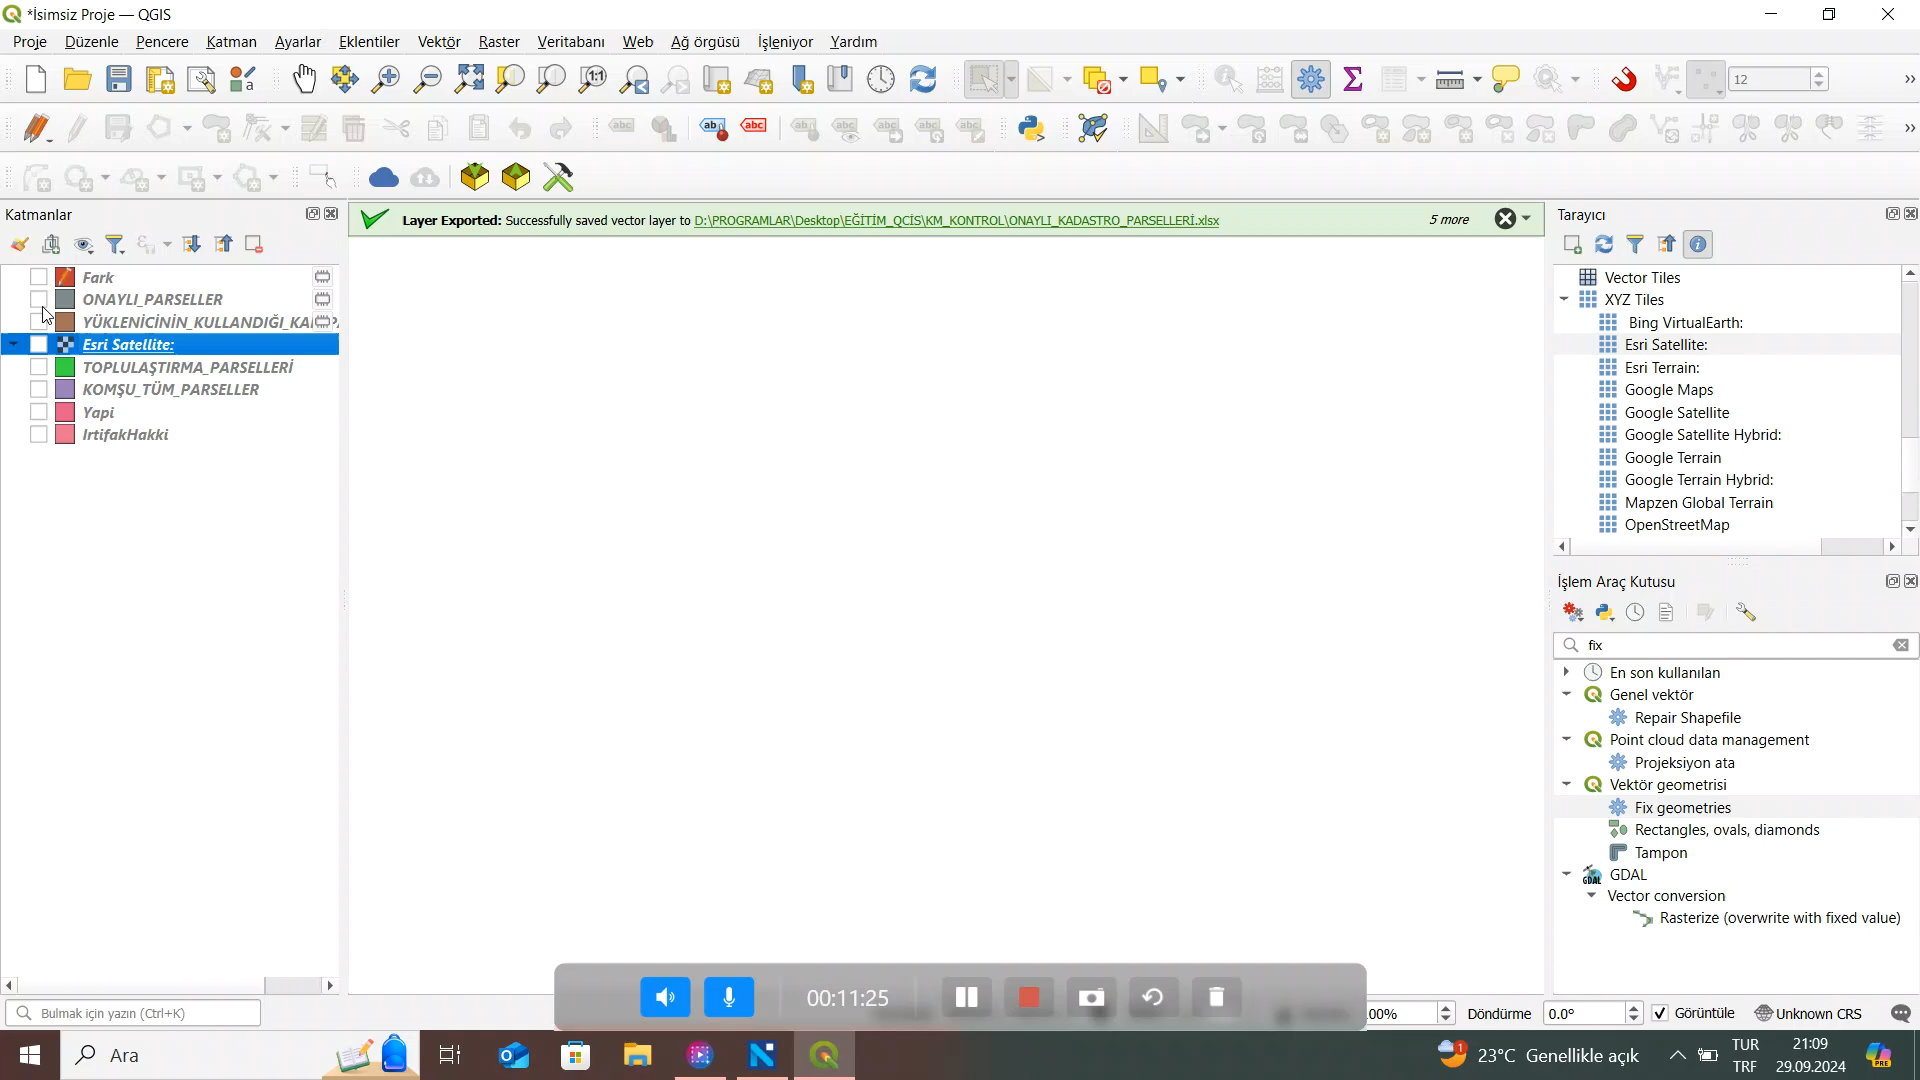 *İsimsiz Proje — QGIS
Proje Düzenle Pencere Katman Ayarlar Eklentiler Vektör Raster Veritabanı Web Ağ örgüsü İşleniyor Yardım
1:1
12
abc ab abc
Katmanlar
Layer Exported: Successfully saved vector layer to D:\PROGRAMLAR\Desktop\EĞİTİM_QCİS\KM_KONTROL\ONAYLI_KADASTRO_PARSELLERİ.xlsx 5 more
Fark
ONAYLI_PARSELLER
YÜKLENİCİNİN_KULLANDIĞI_KA
Esri Satellite:
TOPLULAŞTIRMA_PARSELLERİ
KOMŞU_TÜM_PARSELLER
Yapi
IrtifakHakki
Tarayıcı
Vector Tiles
XYZ Tiles
Bing VirtualEarth:
Esri Satellite:
Esri Terrain:
Google Maps
Google Satellite
Google Satellite Hybrid:
Google Terrain
Google Terrain Hybrid:
Mapzen Global Terrain
OpenStreetMap
İşlem Araç Kutusu
fix
En son kullanılan
Genel vektör
Repair Shapefile
Point cloud data management
Projeksiyon ata
Vektör geometrisi
Fix geometries
Rectangles, ovals, diamonds
Tampon
GDAL
Vector conversion
Rasterize (overwrite with fixed value)
00:11:25
Bulmak için yazın (Ctrl+K)
00% Döndürme 0.0° Görüntüle Unknown CRS
Ara
23°C Genellikle açık
TUR
TRF
21:09
29.09.2024